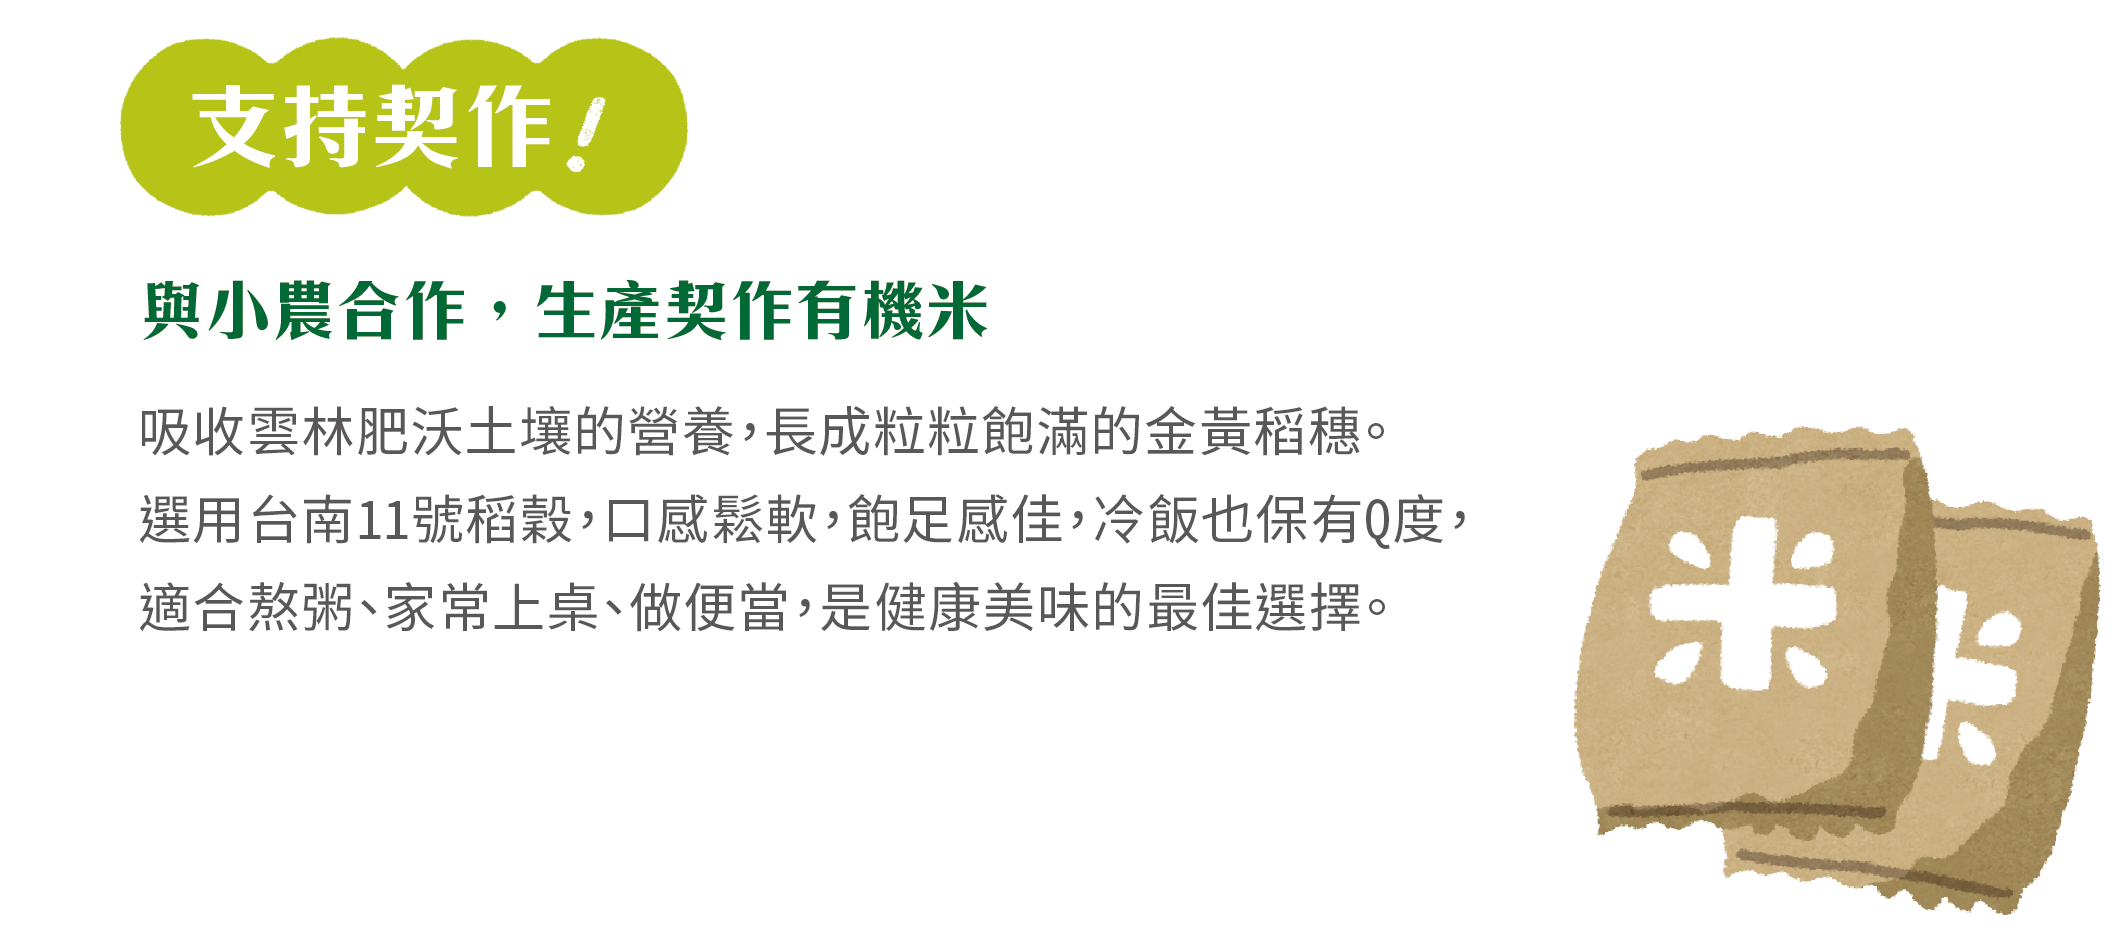 支持契作！
與小農合作，生產契作有機米
吸收雲林肥沃土壤的營養，長成粒粒飽滿的金黃稻穗。
選用台南11號稻穀，口感鬆軟，飽足感佳，冷飯也保有Q度，
適合熬粥、家常上桌、做便當，是健康美味的最佳選擇。
米
米